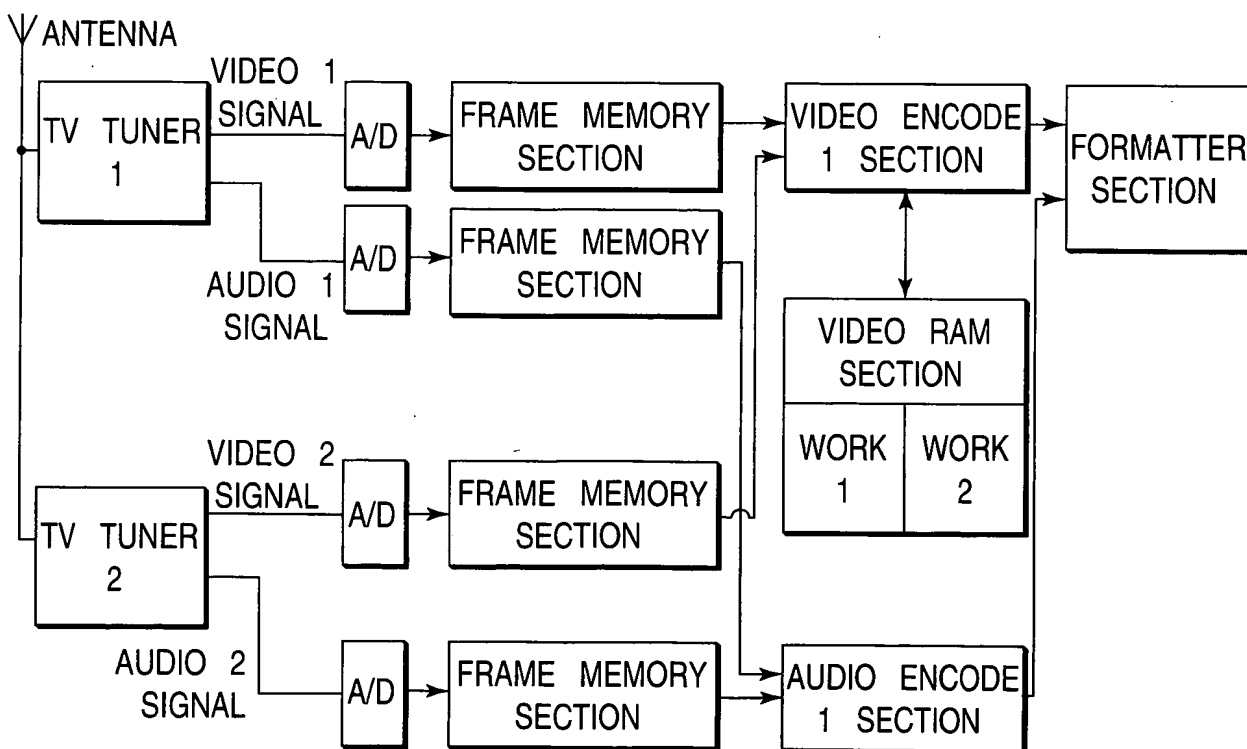 ANTENNA
TV TUNER
1
VIDEO 1
SIGNAL
A/D
FRAME MEMORY
SECTION
VIDEO ENCODE
1 SECTION
FORMATTER
SECTION
AUDIO 1
SIGNAL
A/D
FRAME MEMORY
SECTION
VIDEO RAM
SECTION
WORK
1
WORK
2
TV TUNER
2
VIDEO 2
SIGNAL
A/D
FRAME MEMORY
SECTION
AUDIO 2
SIGNAL
A/D
FRAME MEMORY
SECTION
AUDIO ENCODE
1 SECTION